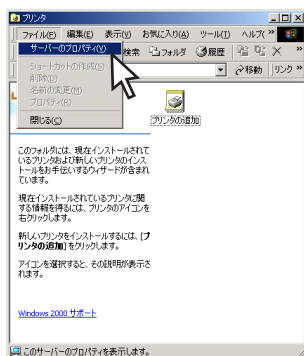 プリンタ
ファイル(F) 編集(E) 表示(V) お気に入り(A) ツール(T) ヘルプ( »
サーバーのプロパティ(V)
検索 フォルダ 履歴 »
ショートカットの作成(S)
移動 リンク »
削除(D)
名前の変更(M)
プロパティ(R)
閉じる(C)
プリンタの追加
このフォルダには、現在インストールされて
いるプリンタおよび新しいプリンタのインス
トールをお手伝いするウィザードが含まれ
ています。
現在インストールされているプリンタに関
する情報を得るには、プリンタのアイコンを
右クリックします。
新しいプリンタをインストールするには、[プ
リンタの追加] をクリックします。
アイコンを選択すると、その説明が表示さ
れます。
Windows 2000 サポート
このサーバーのプロパティを表示します。